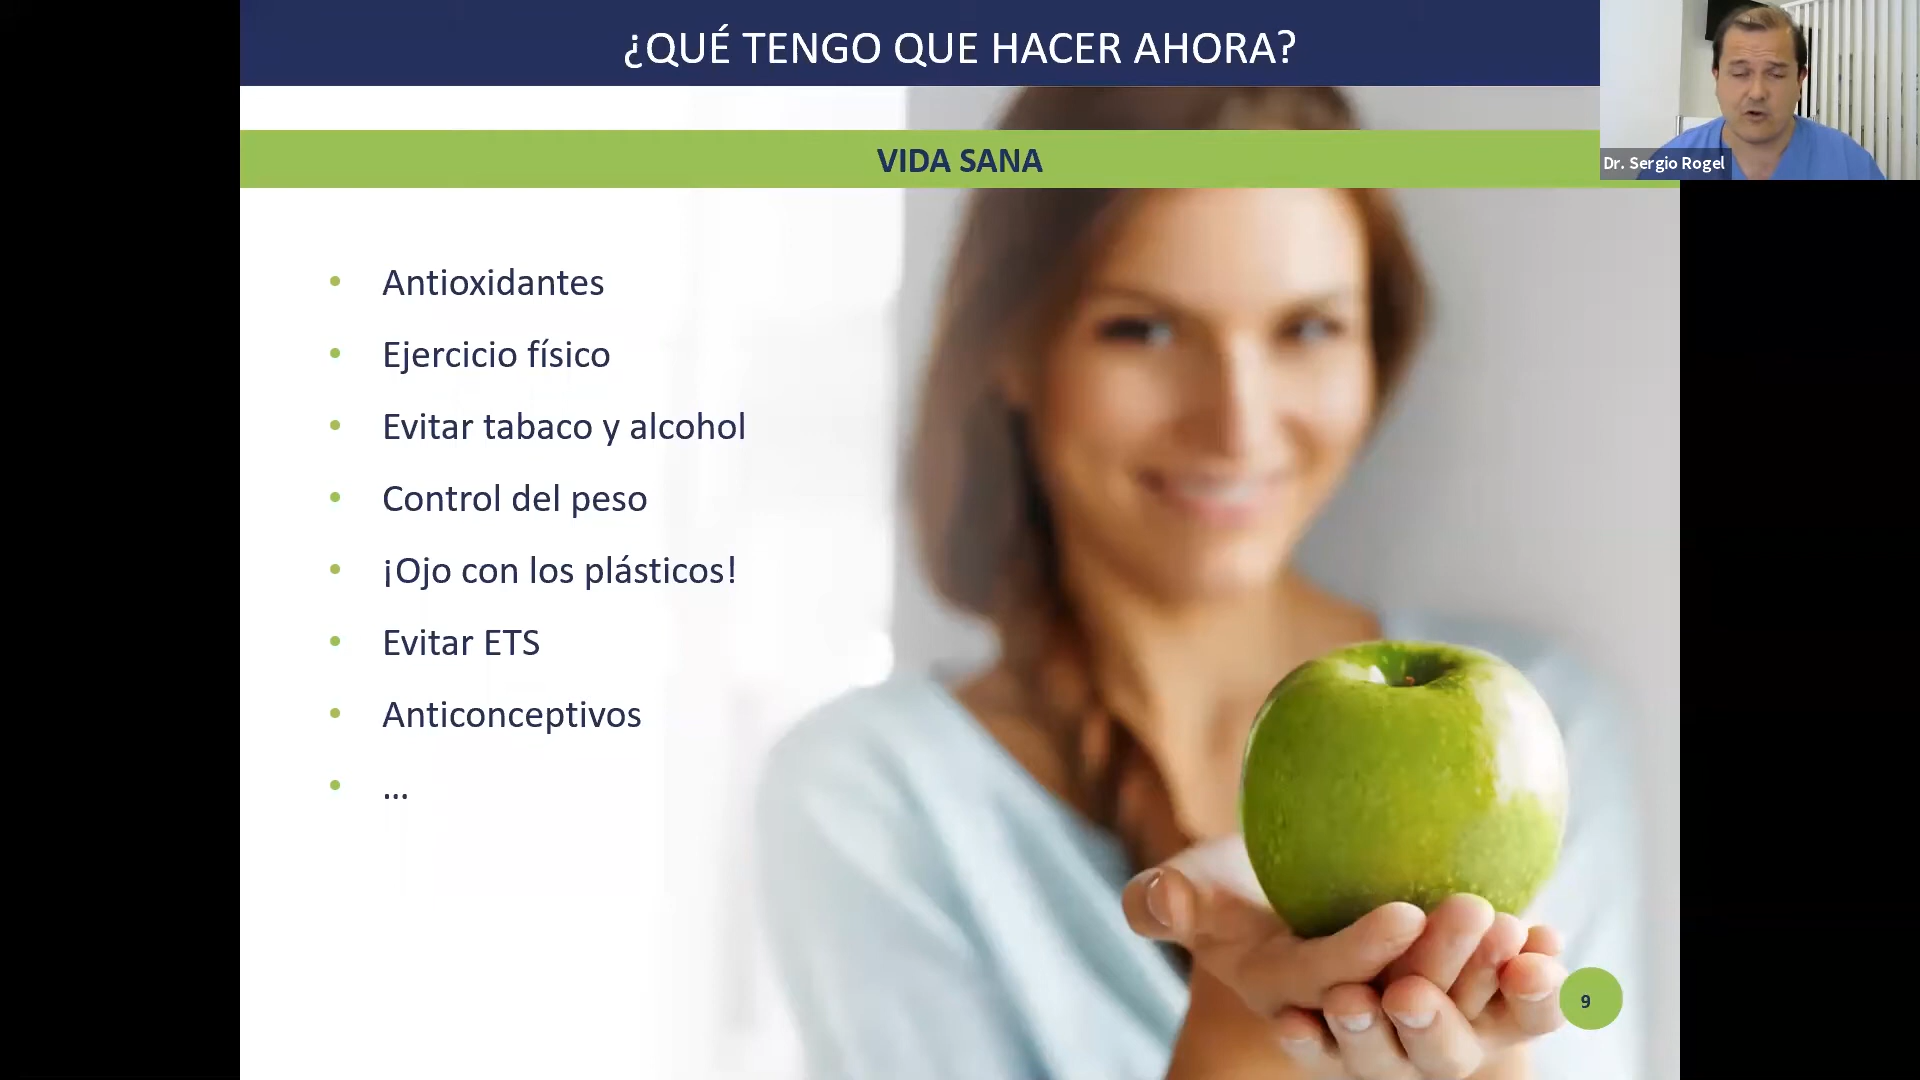 ¿QUÉ TENGO QUE HACER AHORA?
Dr. Sergio Rogel
VIDA SANA
• Antioxidantes
• Ejercicio físico
• Evitar tabaco y alcohol
• Control del peso
• ¡Ojo con los plásticos!
• Evitar ETS
• Anticonceptivos
• ...
9